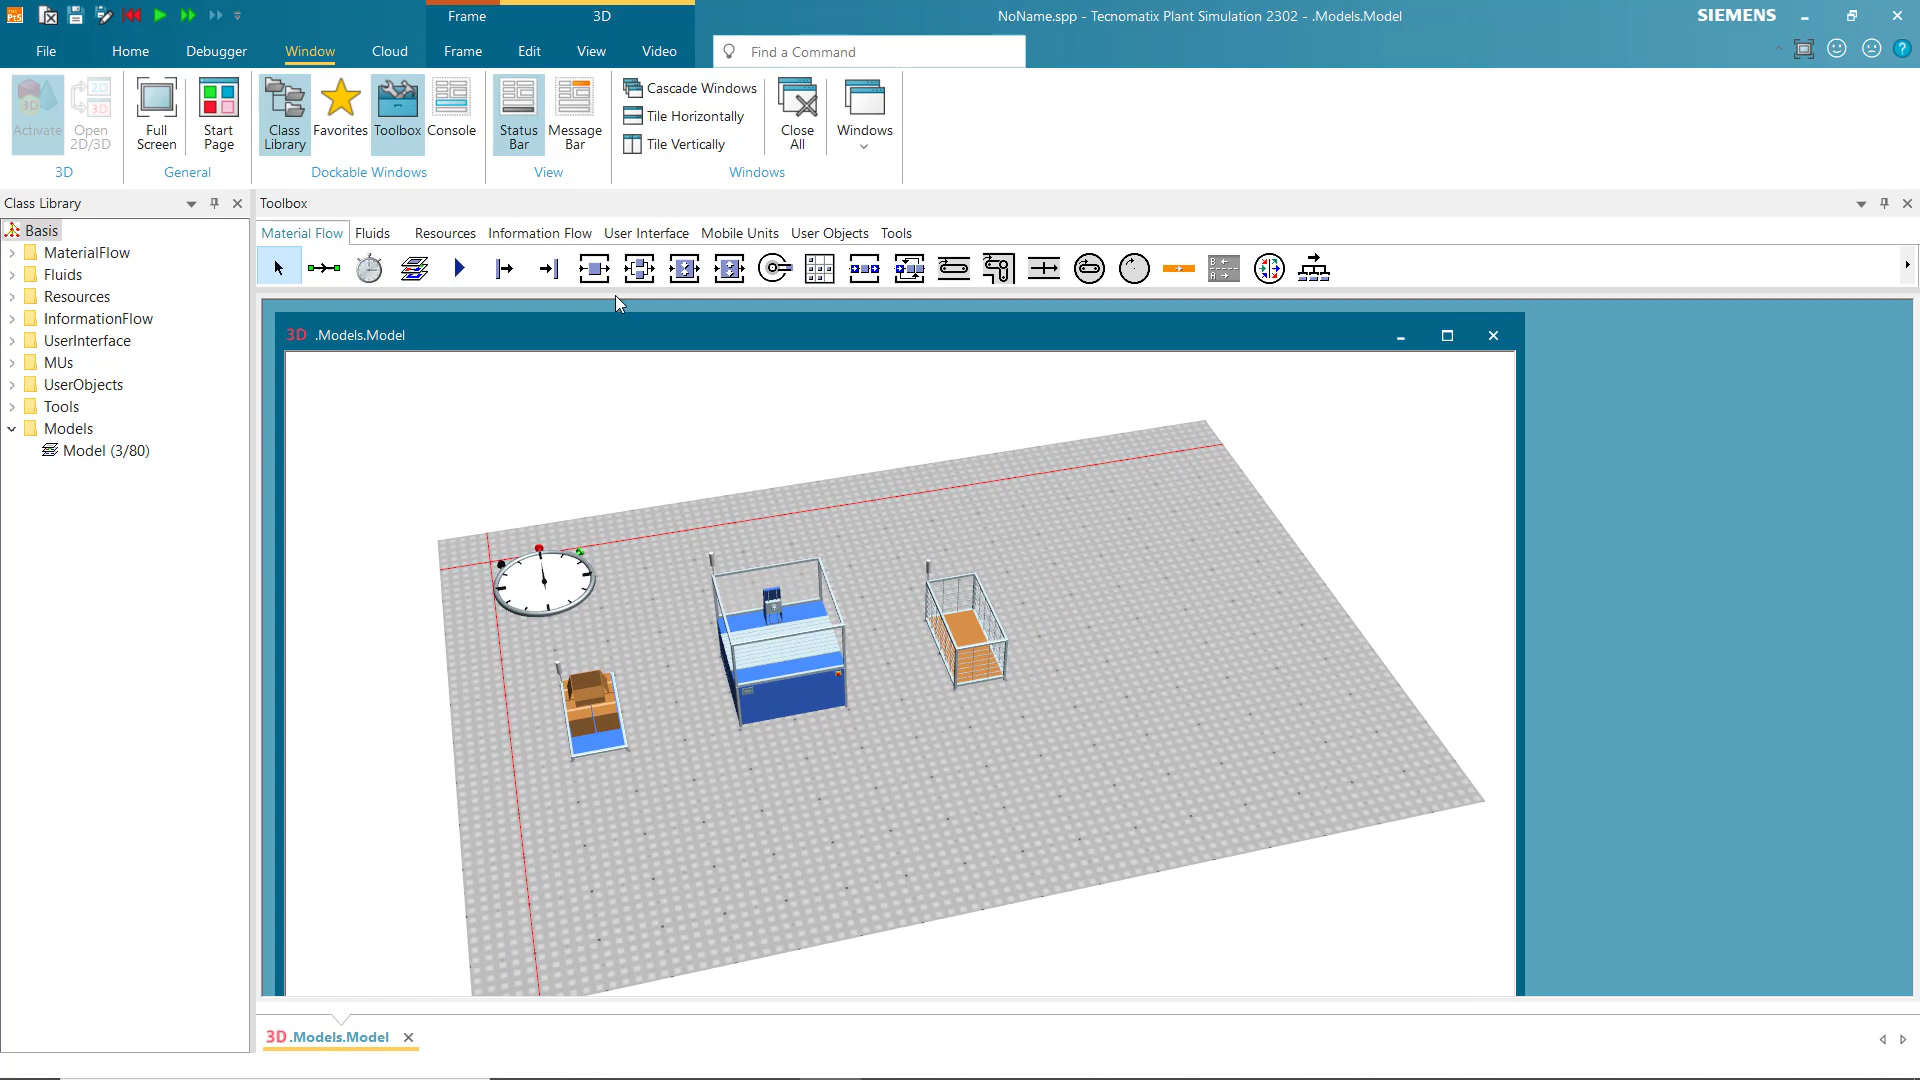 Frame
3D
NoName.spp - Tecnomatix Plant Simulation 2302 - .Models.Model
SIEMENS
File
Home
Debugger
Window
Cloud
Frame
Edit
View
Video
Find a Command
Activate
Open 2D/3D
Full Screen
Start Page
Class Library
Favorites
Toolbox
Console
Status Bar
Message Bar
Cascade Windows
Tile Horizontally
Tile Vertically
Close All
Windows
3D
General
Dockable Windows
View
Windows
Class Library
Toolbox
Basis
MaterialFlow
Fluids
Resources
InformationFlow
UserInterface
MUs
UserObjects
Tools
Models
Model (3/80)
Material Flow
Fluids
Resources
Information Flow
User Interface
Mobile Units
User Objects
Tools
3D .Models.Model
3D .Models.Model